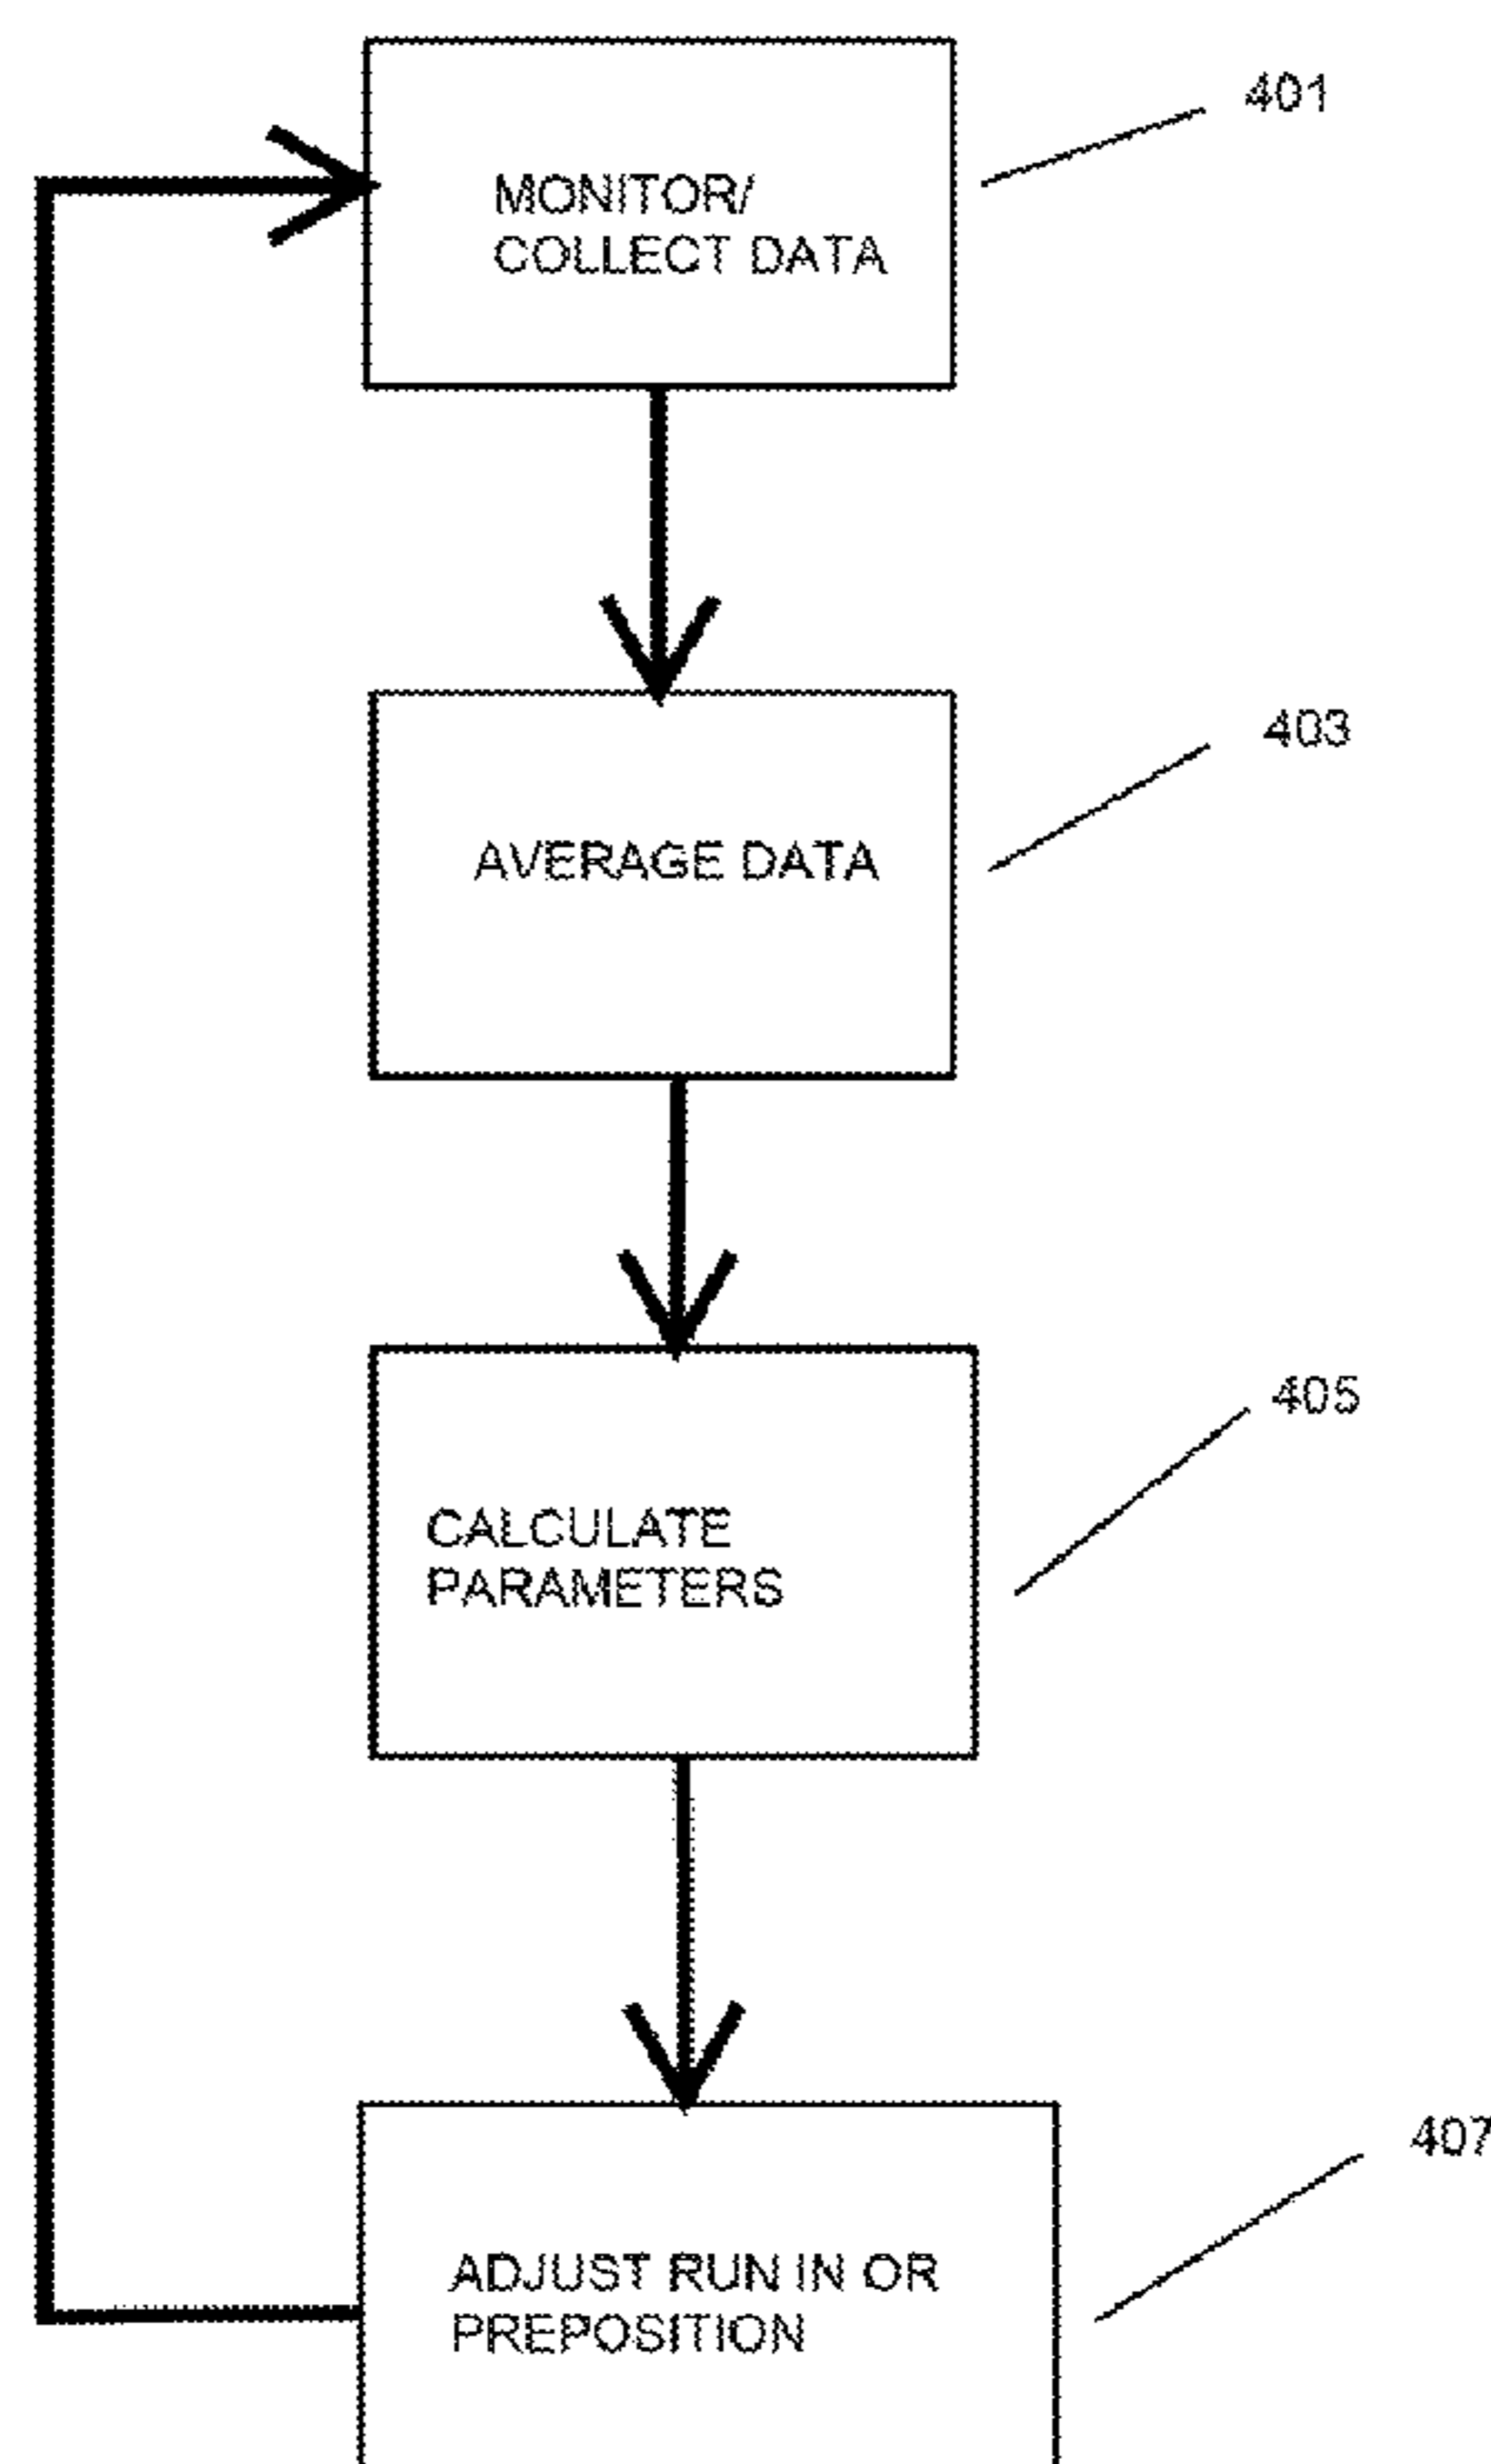 401
MONITOR/
COLLECT DATA
403
AVERAGE DATA
405
CALCULATE
PARAMETERS
407
ADJUST RUN IN OR
PREPOSITION